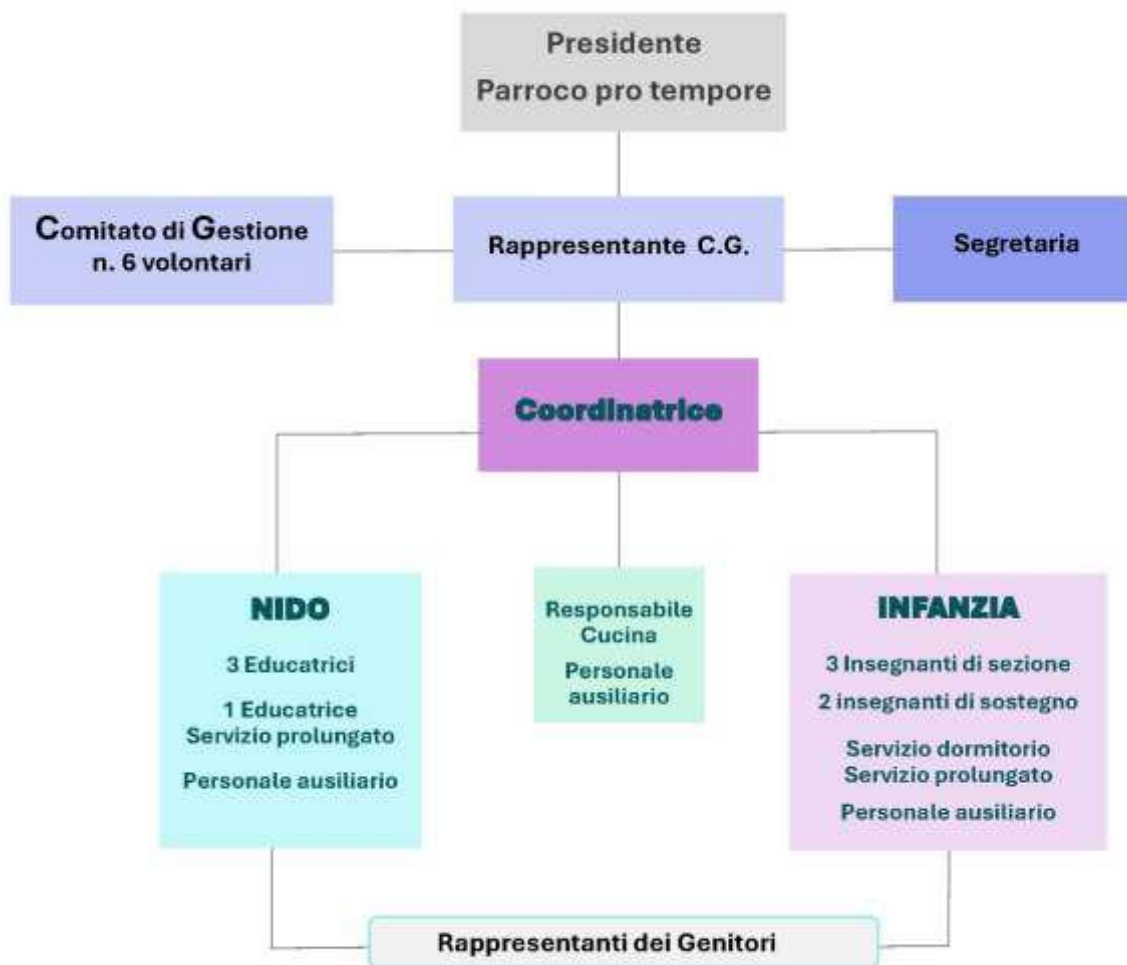 Presidente
Parroco pro tempore
Comitato di Gestione
n. 6 volontari
Rappresentante C.G.
Segretaria
Coordinatrice
NIDO
3 Educatrici
1 Educatrice
Servizio prolungato
Personale ausiliario
Responsabile
Cucina
Personale
ausiliario
INFANZIA
3 Insegnanti di sezione
2 insegnanti di sostegno
Servizio dormitorio
Servizio prolungato
Personale ausiliario
Rappresentanti dei Genitori